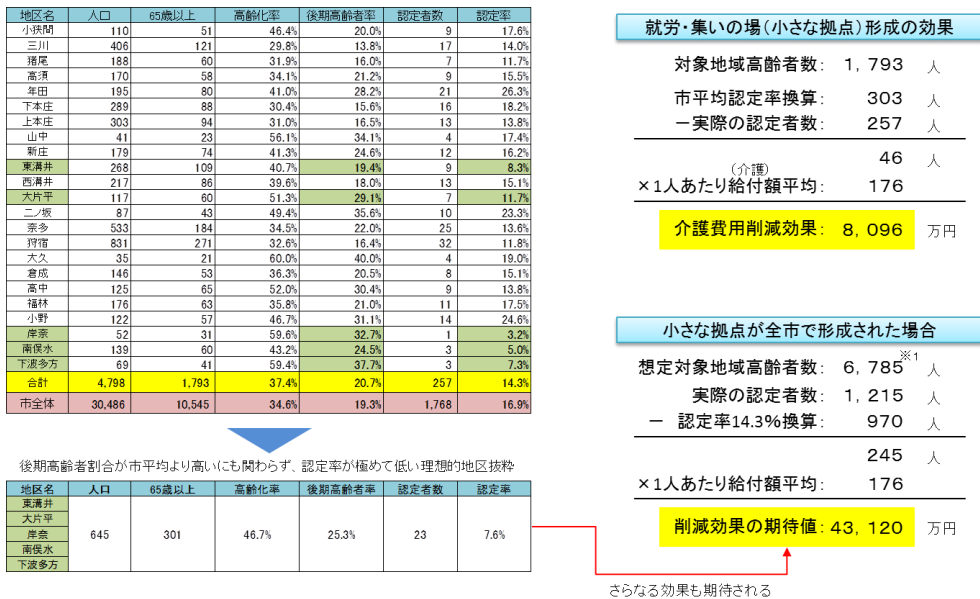 地区名 人口 65歳以上 高齢化率 後期高齢者率 認定者数 認定率
小狭間 110 51 46.4% 20.0% 9 17.6%
三川 406 121 29.8% 13.8% 17 14.0%
猪尾 188 60 31.9% 16.0% 7 11.7%
高須 170 58 34.1% 21.2% 9 15.5%
年田 195 80 41.0% 28.2% 21 26.3%
下本庄 289 88 30.4% 15.6% 16 18.2%
上本庄 303 94 31.0% 16.5% 13 13.8%
山中 41 23 56.1% 34.1% 4 17.4%
新庄 179 74 41.3% 24.6% 12 16.2%
東溝井 268 109 40.7% 19.4% 9 8.3%
西溝井 217 86 39.6% 18.0% 13 15.1%
大片平 117 60 51.3% 29.1% 7 11.7%
二ノ坂 87 43 49.4% 35.6% 10 23.3%
奈多 533 184 34.5% 22.0% 25 13.6%
狩宿 831 271 32.6% 16.4% 32 11.8%
大久 35 21 60.0% 40.0% 4 19.0%
倉成 146 53 36.3% 20.5% 8 15.1%
高中 125 65 52.0% 30.4% 9 13.8%
福林 176 63 35.8% 21.0% 11 17.5%
小野 122 57 46.7% 31.1% 14 24.6%
岸奈 52 31 59.6% 32.7% 1 3.2%
南俣水 139 60 43.2% 24.5% 3 5.0%
下波多方 69 41 59.4% 37.7% 3 7.3%
合計 4,798 1,793 37.4% 20.7% 257 14.3%
市全体 30,486 10,545 34.6% 19.3% 1,768 16.9%
後期高齢者割合が市平均より高いにも関わらず、認定率が極めて低い理想的地区抜粋
地区名 人口 65歳以上 高齢化率 後期高齢者率 認定者数 認定率
東溝井
大片平
岸奈 645 301 46.7% 25.3% 23 7.6%
南俣水
下波多方
就労・集いの場(小さな拠点)形成の効果
対象地域高齢者数: 1,793 人
市平均認定率換算: 303 人
－実際の認定者数: 257 人
46 人
(介護)
×1人あたり給付額平均: 176
介護費用削減効果: 8,096 万円
小さな拠点が全市で形成された場合
想定対象地域高齢者数: 6,785※1 人
実際の認定者数: 1,215 人
－ 認定率14.3%換算: 970 人
245 人
×1人あたり給付額平均: 176
削減効果の期待値: 43,120 万円
さらなる効果も期待される